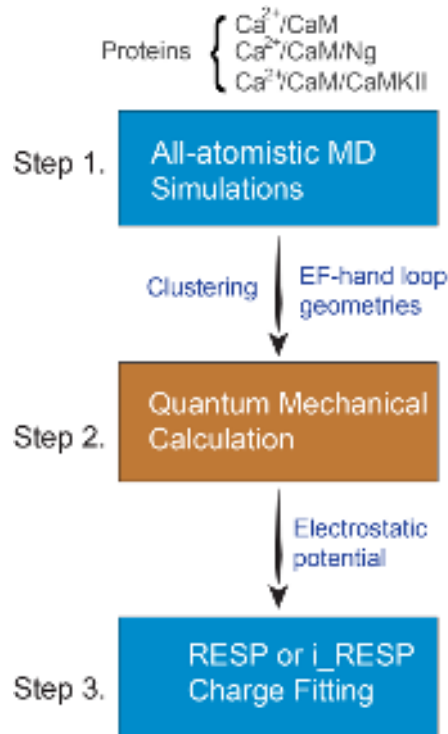 Ca²⁺/CaM
Proteins { Ca²⁺/CaM/Ng
Ca²⁺/CaM/CaMKII
Step 1.
All-atomistic MD
Simulations
Clustering
EF-hand loop
geometries
Step 2.
Quantum Mechanical
Calculation
Electrostatic
potential
Step 3.
RESP or i_RESP
Charge Fitting